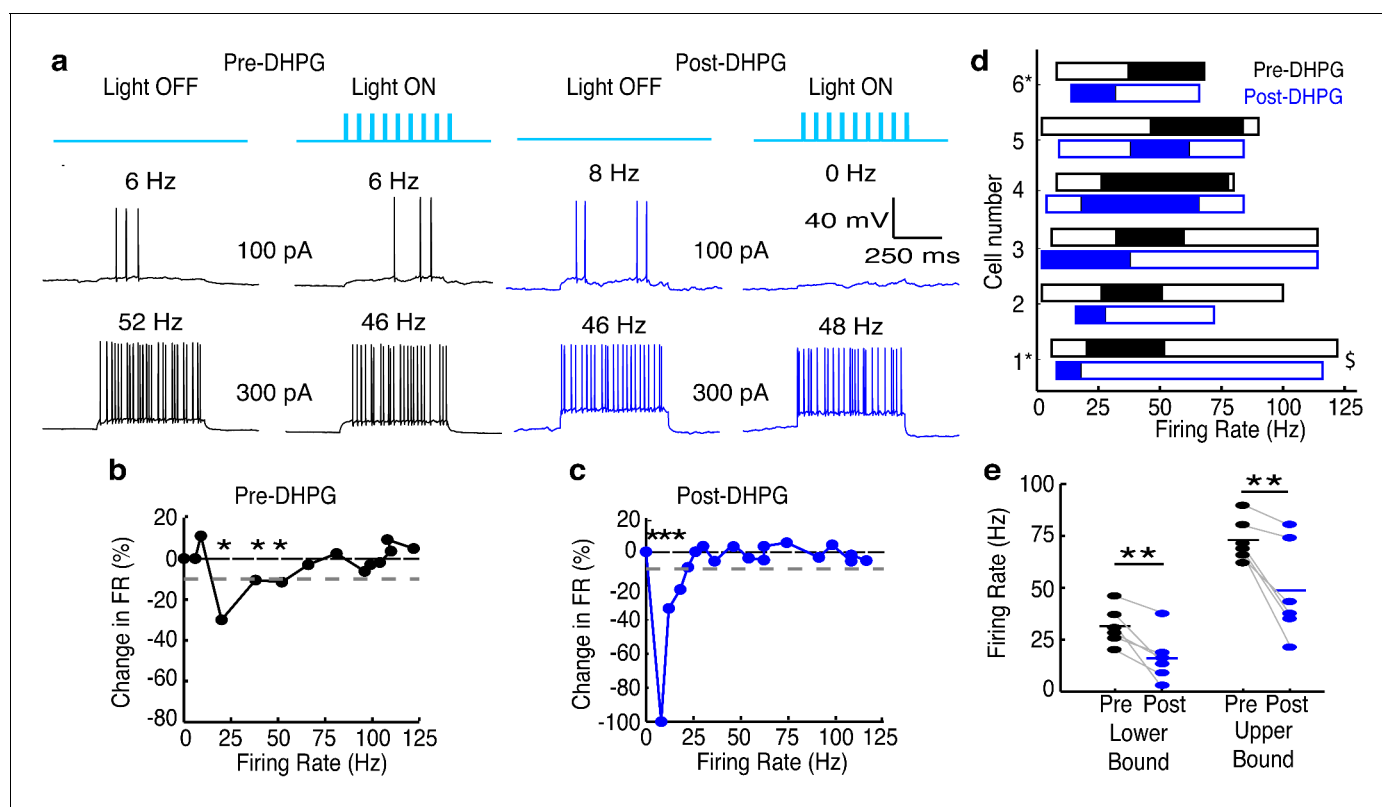 a
Pre-DHPG
Post-DHPG
Light OFF
Light ON
Light OFF
Light ON
6 Hz
6 Hz
8 Hz
0 Hz
100 pA
100 pA
40 mV
250 ms
52 Hz
46 Hz
46 Hz
48 Hz
300 pA
300 pA
b
Pre-DHPG
Change in FR (%)
20
0
-20
-40
-60
-80
* * *
0 25 50 75 100 125
Firing Rate (Hz)
c
Post-DHPG
Change in FR (%)
20
0
-20
-40
-60
-80
-100
***
0 25 50 75 100 125
Firing Rate (Hz)
d
Pre-DHPG
Post-DHPG
Cell number
6*
5
4
3
2
1*
$
0 25 50 75 100 125
Firing Rate (Hz)
e
Firing Rate (Hz)
100
75
50
25
0
**
**
Pre Post
Lower
Bound
Pre Post
Upper
Bound